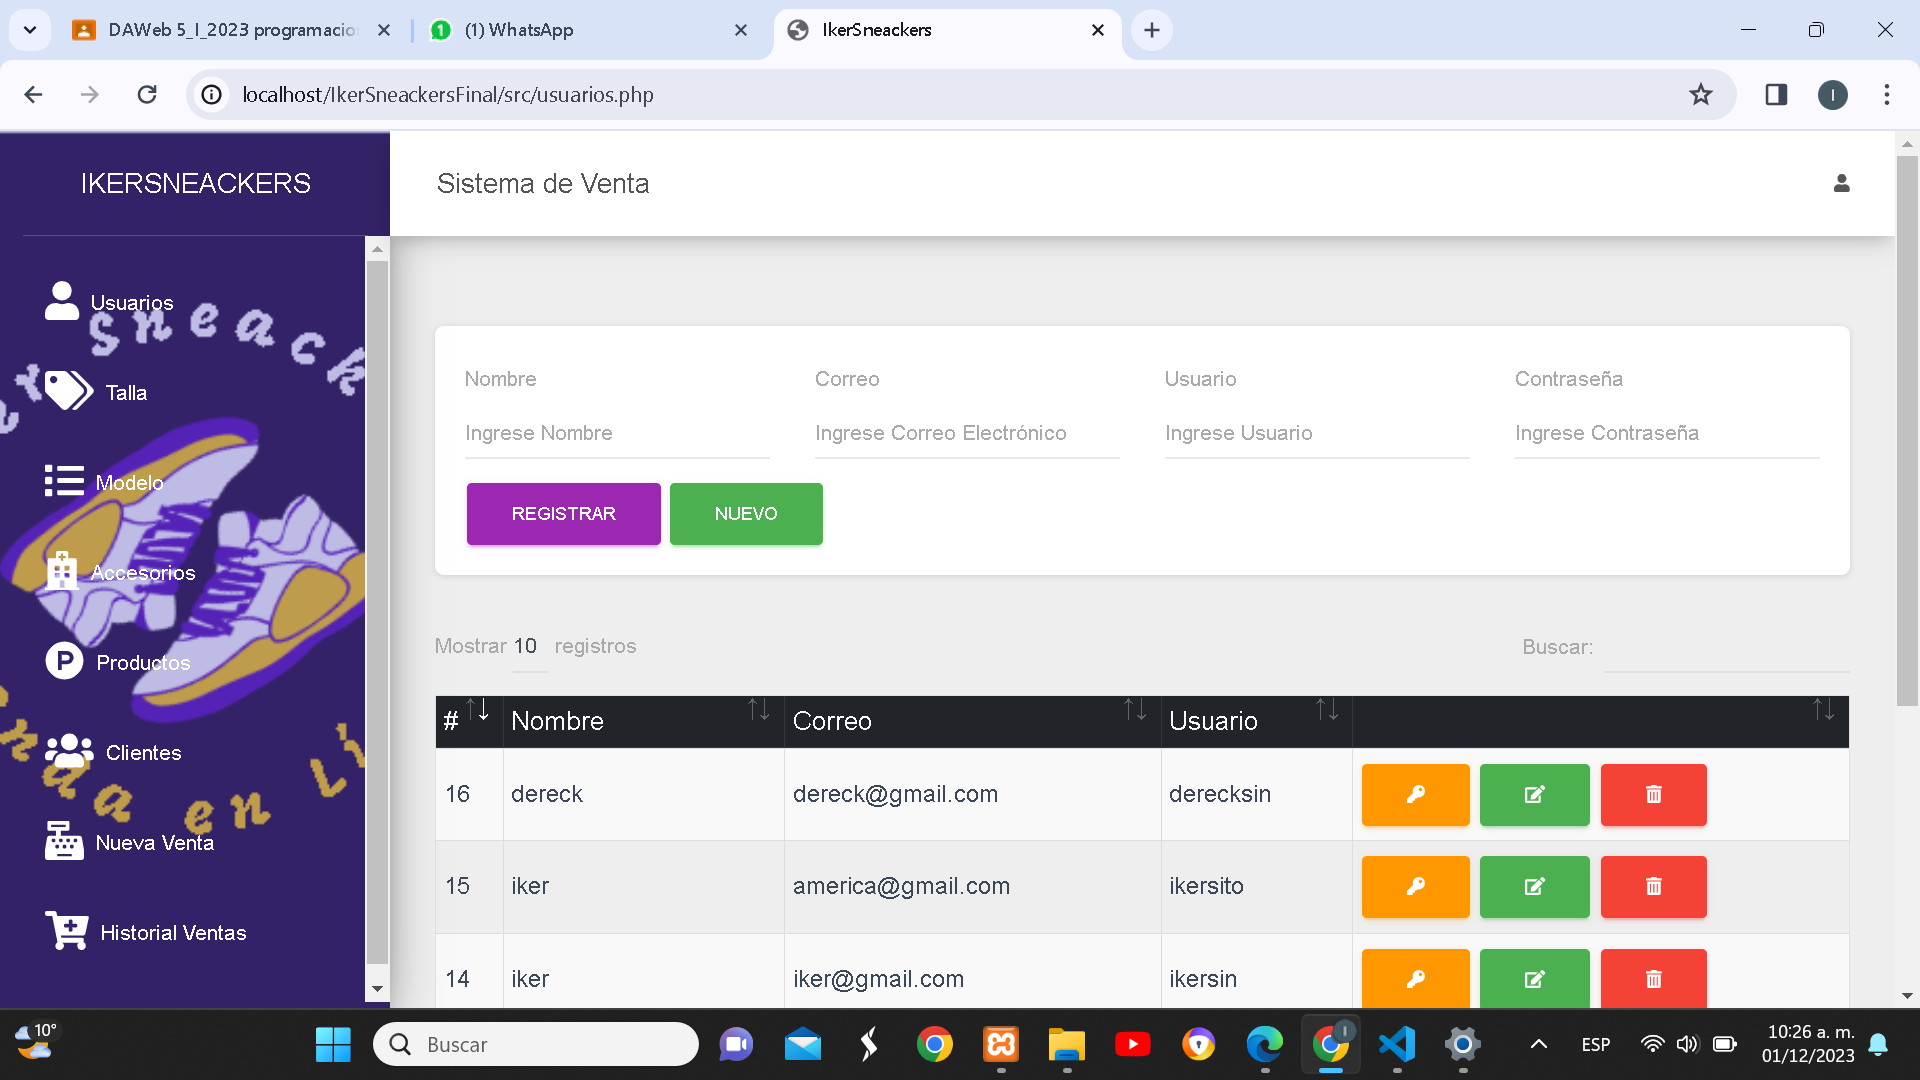 DAWeb 5_I_2023 programacio
(1) WhatsApp
IkerSneackers
localhost/IkerSneackersFinal/src/usuarios.php
I
IKERSNEACKERS
Sistema de Venta
Usuarios
Talla
Modelo
Accesorios
Productos
Clientes
Nueva Venta
Historial Ventas
Sneack
en Lí
Nombre
Correo
Usuario
Contraseña
Ingrese Nombre
Ingrese Correo Electrónico
Ingrese Usuario
Ingrese Contraseña
REGISTRAR
NUEVO
Mostrar 10 registros
Buscar:
# Nombre Correo Usuario
16 dereck dereck@gmail.com derecksin
15 iker america@gmail.com ikersito
14 iker iker@gmail.com ikersin
10°
Buscar
ESP
10:26 a. m.
01/12/2023